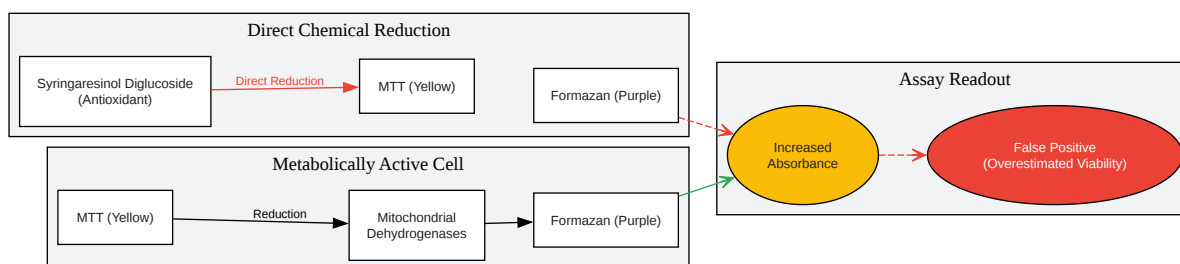 Direct Chemical Reduction
Syringaresinol Diglucoside
(Antioxidant)
Direct Reduction
MTT (Yellow)
Formazan (Purple)
Metabolically Active Cell
MTT (Yellow)
Reduction
Mitochondrial
Dehydrogenases
Formazan (Purple)
Assay Readout
Increased
Absorbance
False Positive
(Overestimated Viability)